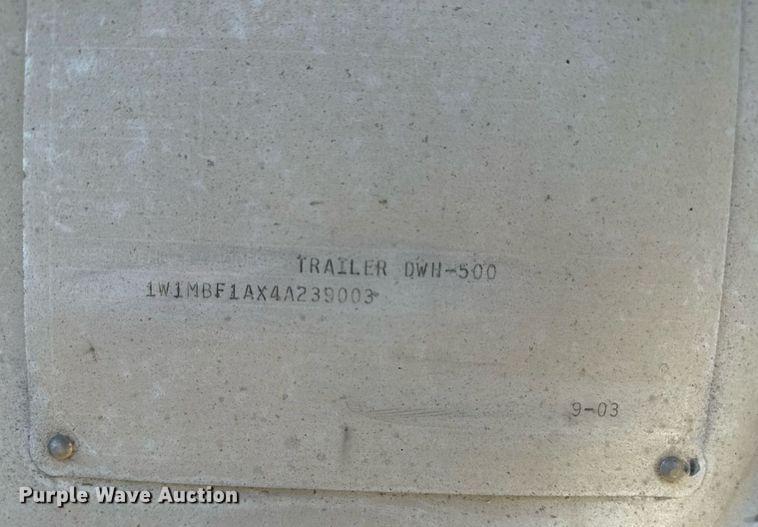 TRAILER DWH-500
1W1MBF1AX4A239003
9-03
Purple Wave Auction